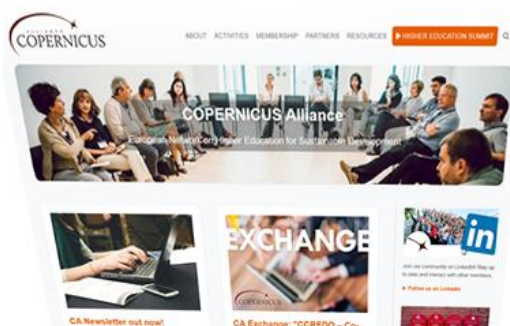 ALLIANCE
COPERNICUS
ABOUT ACTIVITIES MEMBERSHIP PARTNERS RESOURCES HIGHER EDUCATION SUMMIT
COPERNICUS Alliance
European Network on Higher Education for Sustainable Development
EXCHANGE
COPERNICUS
in
Join our community on LinkedIn! Stay up
to date and interact with other members.
Follow us on LinkedIn
CA Newsletter out now!
CA Exchange: "CCREDO – Co-